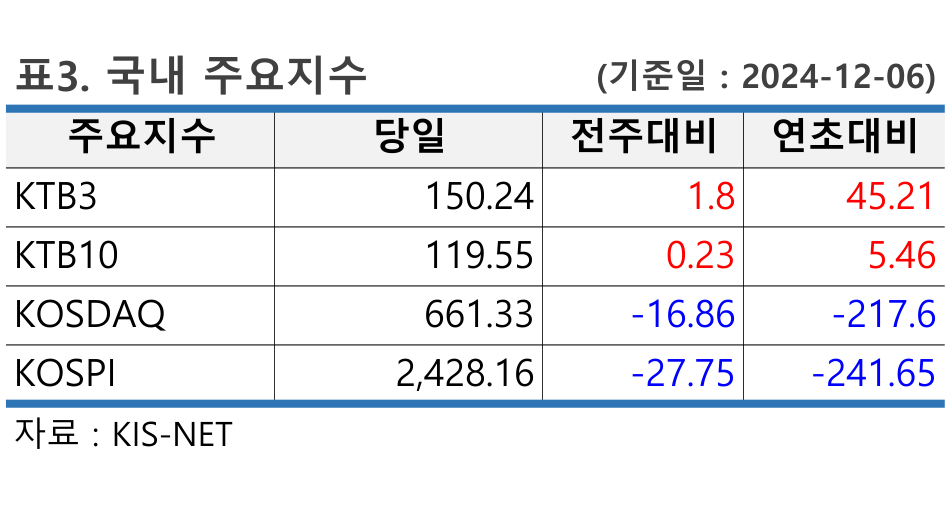 표3. 국내 주요지수 (기준일 : 2024-12-06)
주요지수 당일 전주대비 연초대비
KTB3 150.24 1.8 45.21
KTB10 119.55 0.23 5.46
KOSDAQ 661.33 -16.86 -217.6
KOSPI 2,428.16 -27.75 -241.65
자료 : KIS-NET